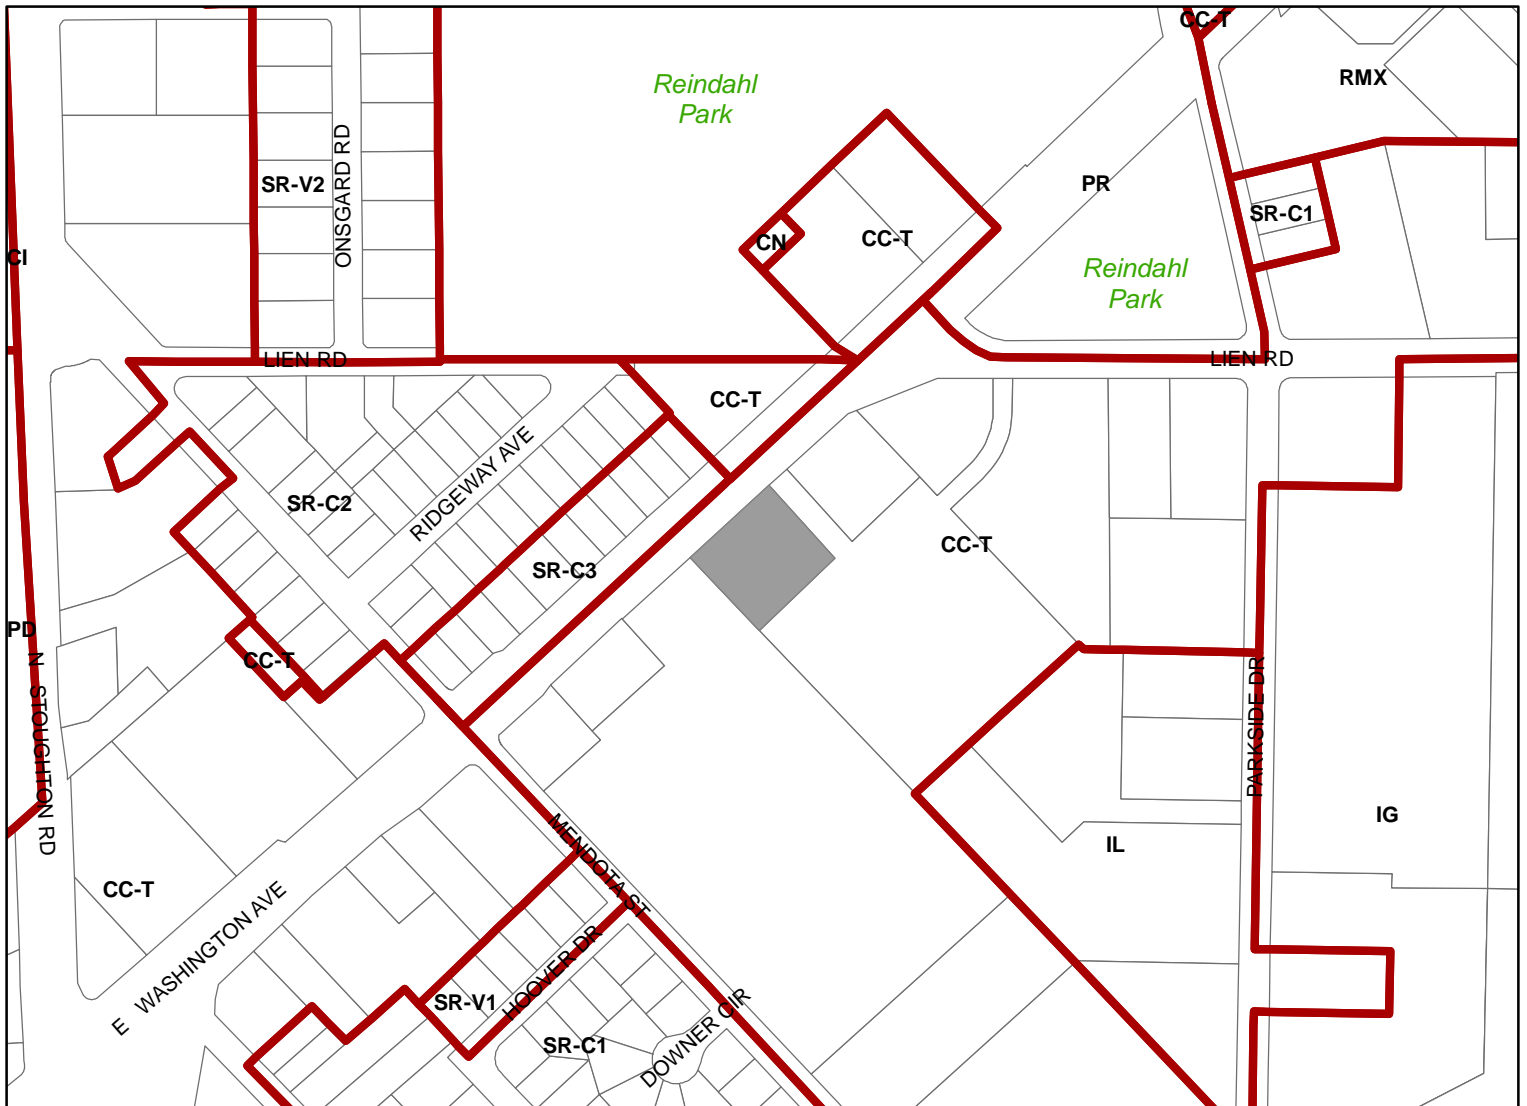 CC-T
RMX
Reindahl
Park
SR-V2
ONSGARD RD
PR
SR-C1
CI
CN
CC-T
Reindahl
Park
LIEN RD
LIEN RD
CC-T
RIDGEWAY AVE
SR-C2
CC-T
SR-C3
PD
CC-T
N STOUGHTON RD
PARKSIDE DR
IG
IL
MENDOTA ST
CC-T
E WASHINGTON AVE
HOOVER DR
SR-V1
SR-C1
DOWNER CIR